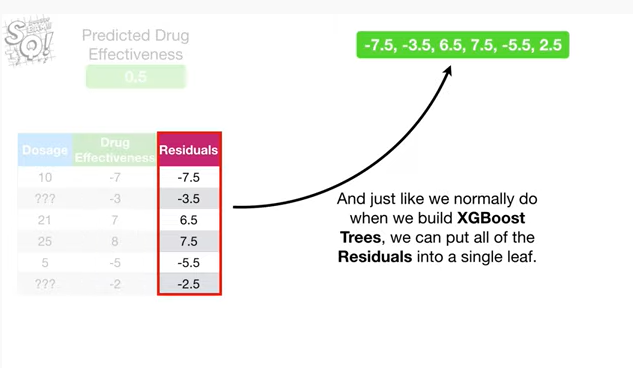 SQ!
Predicted Drug
Effectiveness
0.5
-7.5, -3.5, 6.5, 7.5, -5.5, 2.5
Dosage Drug Effectiveness Residuals
10 -7 -7.5
??? -3 -3.5
21 7 6.5
25 8 7.5
5 -5 -5.5
??? -2 -2.5
And just like we normally do
when we build XGBoost
Trees, we can put all of the
Residuals into a single leaf.